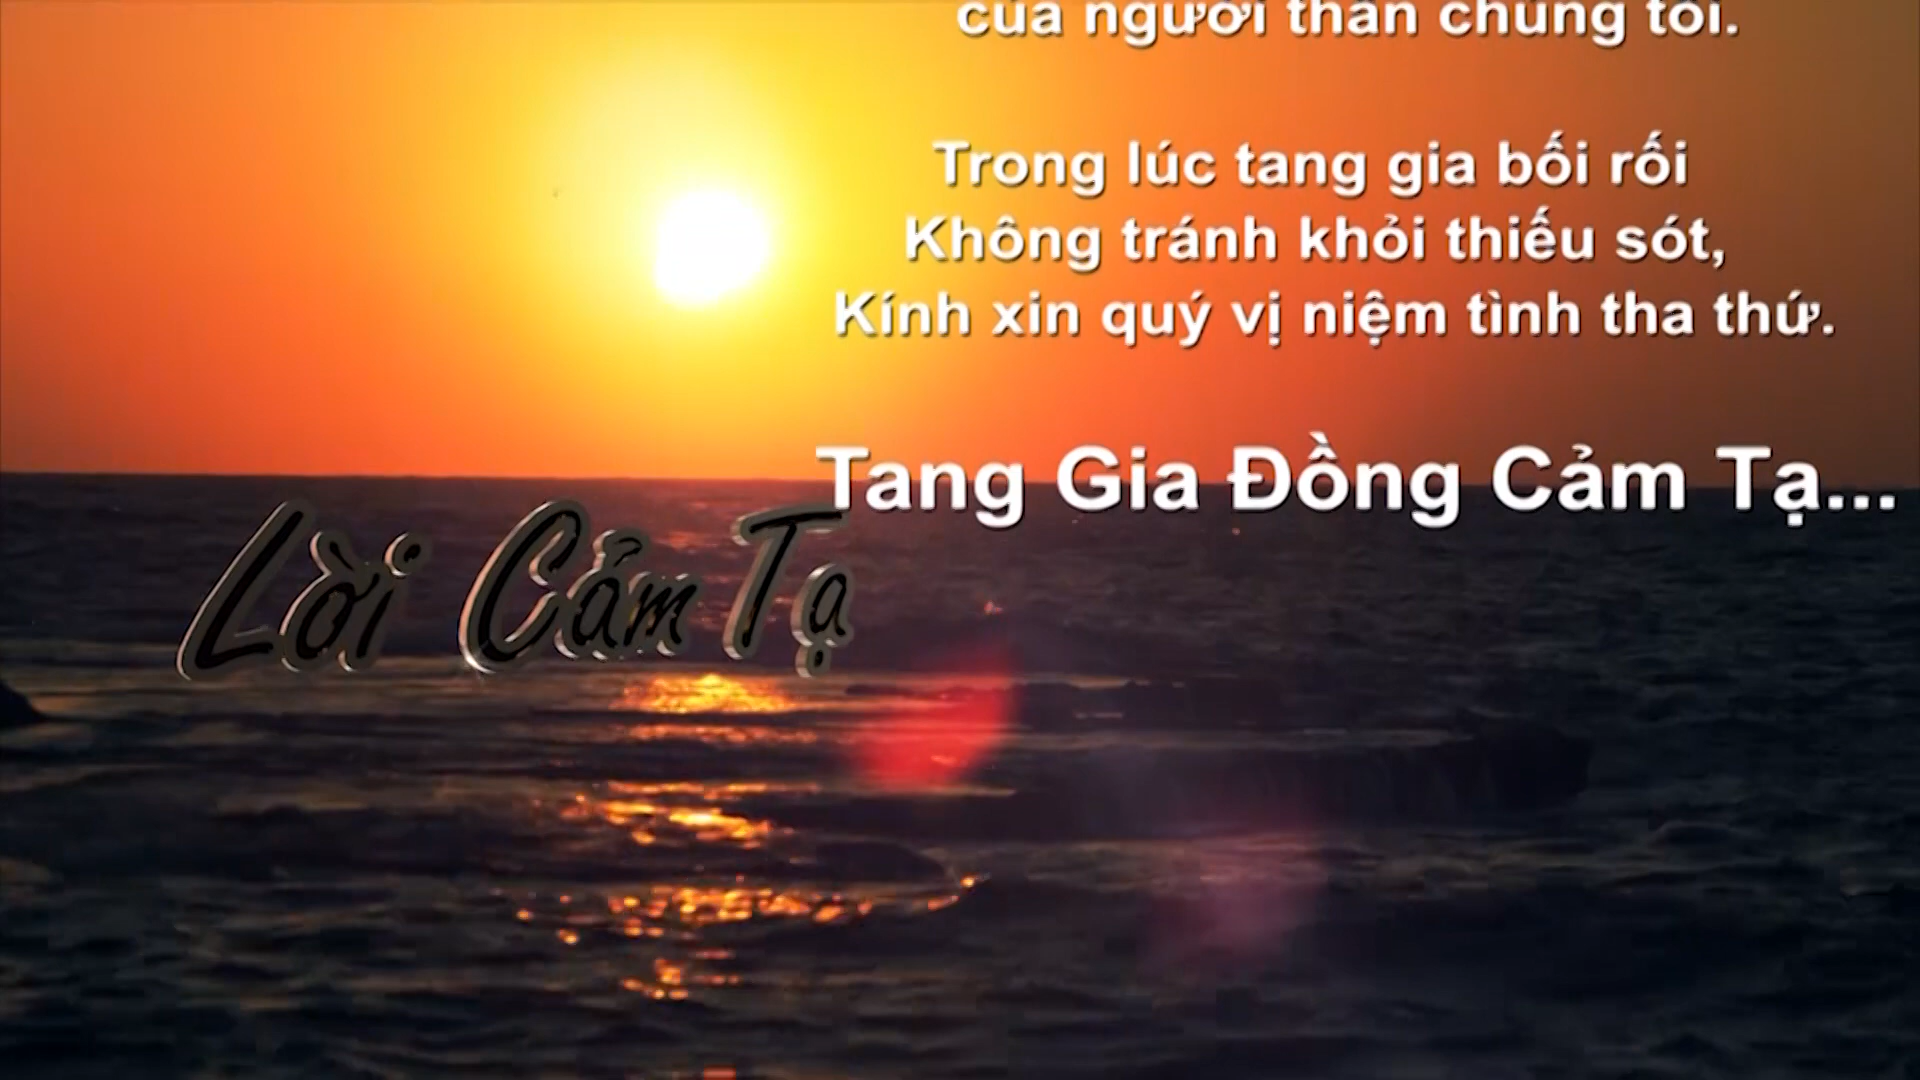 của người thân chúng tôi.
Trong lúc tang gia bối rối
Không tránh khỏi thiếu sót,
Kính xin quý vị niệm tình tha thứ.
Tang Gia Đồng Cảm Tạ...
Lời Cảm Tạ